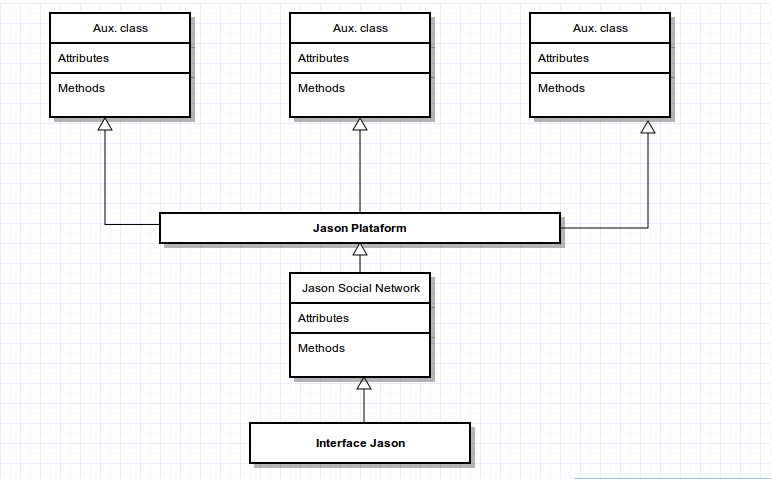 Aux. class
Attributes
Methods
Aux. class
Attributes
Methods
Aux. class
Attributes
Methods
Jason Plataform
Jason Social Network
Attributes
Methods
Interface Jason